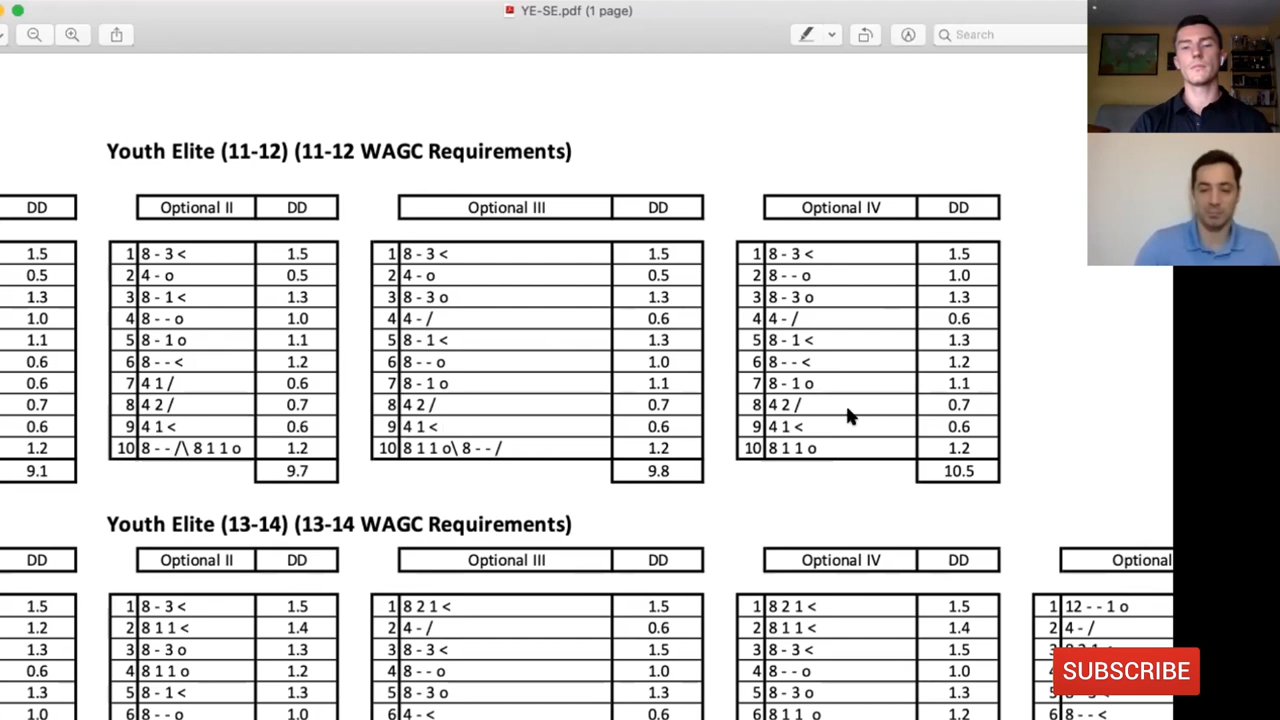 YE-SE.pdf (1 page)
Search
Youth Elite (11-12) (11-12 WAGC Requirements)
DD Optional II DD Optional III DD Optional IV DD
1.5 1 8 - 3 < 1.5 1 8 - 3 < 1.5 1 8 - 3 < 1.5
0.5 2 4 - o 0.5 2 4 - o 0.5 2 8 - - o 1.0
1.3 3 8 - 1 < 1.3 3 8 - 3 o 1.3 3 8 - 3 o 1.3
1.0 4 8 - - o 1.0 4 4 - / 0.6 4 4 - / 0.6
1.1 5 8 - 1 o 1.1 5 8 - 1 < 1.3 5 8 - 1 < 1.3
0.6 6 8 - - < 1.2 6 8 - - o 1.0 6 8 - - < 1.2
0.6 7 4 1 / 0.6 7 8 - 1 o 1.1 7 8 - 1 o 1.1
0.7 8 4 2 / 0.7 8 4 2 / 0.7 8 4 2 / 0.7
0.6 9 4 1 < 0.6 9 4 1 < 0.6 9 4 1 < 0.6
1.2 10 8 - - /\ 8 1 1 o 1.2 10 8 1 1 o\ 8 - - / 1.2 10 8 1 1 o 1.2
9.1 9.7 9.8 10.5
Youth Elite (13-14) (13-14 WAGC Requirements)
DD Optional II DD Optional III DD Optional IV DD Optional
1.5 1 8 - 3 < 1.5 1 8 2 1 < 1.5 1 8 2 1 < 1.5 1 12 - - 1 o
1.2 2 8 1 1 < 1.4 2 4 - / 0.6 2 8 1 1 < 1.4 2 4 - /
1.3 3 8 - 3 o 1.3 3 8 - 3 < 1.5 3 8 - 3 < 1.5
0.6 4 8 1 1 o 1.2 4 8 - - o 1.0 4 8 - - o 1.0
1.3 5 8 - 1 < 1.3 5 8 - 3 o 1.3 5 8 - 3 o 1.3
1.0 6 8 - - o 1.0 6 4 - < 0.6 6 8 1 1 o 1.2 6 8 - - <
SUBSCRIBE